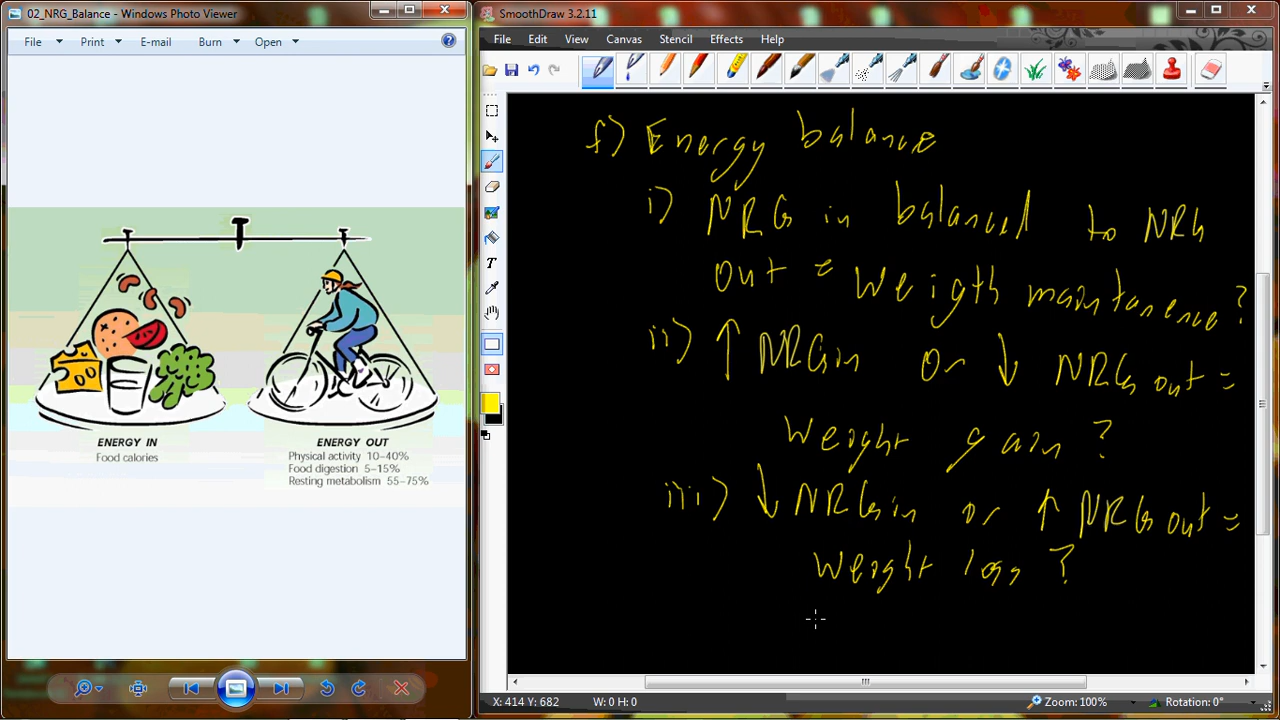 02_NRG_Balance - Windows Photo Viewer
File Print E-mail Burn Open
ENERGY IN
Food calories
ENERGY OUT
Physical activity 10–40%
Food digestion 5–15%
Resting metabolism 55–75%
SmoothDraw 3.2.11
File Edit View Canvas Stencil Effects Help
f) Energy balance
i) NRG in balanced to NRG
out = Weigth maintanence?
ii) ↑ NRG in or ↓ NRG out =
weight gain?
iii) ↓ NRG in or ↑ NRG out =
weight loss?
X: 414 Y: 682 W: 0 H: 0 Zoom: 100% Rotation: 0°